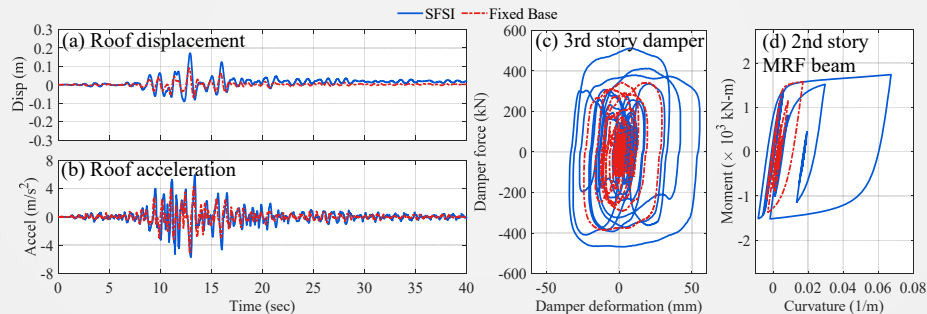 SFSI Fixed Base
(a) Roof displacement
Disp (m)
0.3
0.2
0.1
0
-0.1
-0.2
-0.3
(b) Roof acceleration
Accel (m/s²)
8
4
0
-4
-8
0 5 10 15 20 25 30 35 40
Time (sec)
(c) 3rd story damper
Damper force (kN)
600
400
200
0
-200
-400
-600
-50 0 50
Damper deformation (mm)
(d) 2nd story
MRF beam
Moment (× 10³ kN-m)
2
1
0
-1
-2
0 0.02 0.04 0.06 0.08
Curvature (1/m)